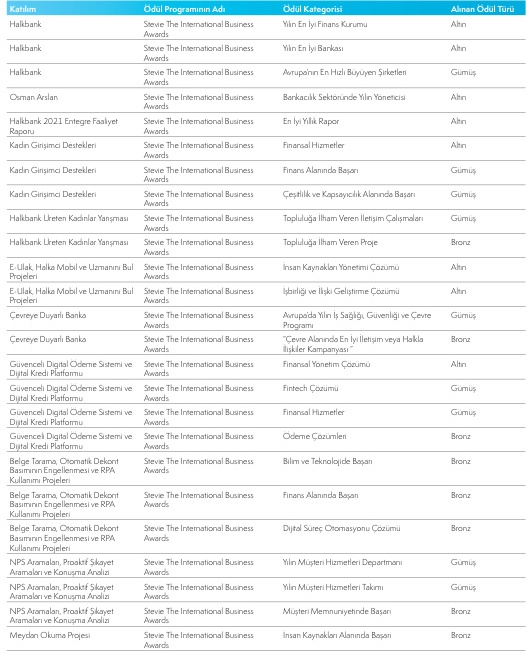 Katılım Ödül Programının Adı Ödül Kategorisi Alınan Ödül Türü
Halkbank Stevie The International Business Yılın En İyi Finans Kurumu Altın
Awards
Halkbank Stevie The International Business Yılın En İyi Bankası Altın
Awards
Halkbank Stevie The International Business Avrupa'nın En Hızlı Büyüyen Şirketleri Gümüş
Awards
Osman Arslan Stevie The International Business Bankacılık Sektöründe Yılın Yöneticisi Altın
Awards
Halkbank 2021 Entegre Faaliyet Stevie The International Business En İyi Yıllık Rapor Altın
Raporu Awards
Kadın Girişimci Destekleri Stevie The International Business Finansal Hizmetler Altın
Awards
Kadın Girişimci Destekleri Stevie The International Business Finans Alanında Başarı Gümüş
Awards
Kadın Girişimci Destekleri Stevie The International Business Çeşitlilik ve Kapsayıcılık Alanında Başarı Gümüş
Awards
Halkbank Üreten Kadınlar Yarışması Stevie The International Business Topluluğa İlham Veren İletişim Çalışmaları Gümüş
Awards
Halkbank Üreten Kadınlar Yarışması Stevie The International Business Topluluğa İlham Veren Proje Bronz
Awards
E-Ulak, Halka Mobil ve Uzmanını Bul Stevie The International Business İnsan Kaynakları Yönetimi Çözümü Altın
Projeleri Awards
E-Ulak, Halka Mobil ve Uzmanını Bul Stevie The International Business İşbirliği ve İlişki Geliştirme Çözümü Altın
Projeleri Awards
Çevreye Duyarlı Banka Stevie The International Business Avrupa'da Yılın İş Sağlığı, Güvenliği ve Çevre Gümüş
Awards Programı
Çevreye Duyarlı Banka Stevie The International Business "Çevre Alanında En İyi İletişim veya Halkla Bronz
Awards İlişkiler Kampanyası "
Güvenceli Digital Ödeme Sistemi ve Stevie The International Business Finansal Yönetim Çözümü Altın
Dijital Kredi Platformu Awards
Güvenceli Digital Ödeme Sistemi ve Stevie The International Business Fintech Çözümü Gümüş
Dijital Kredi Platformu Awards
Güvenceli Digital Ödeme Sistemi ve Stevie The International Business Finansal Hizmetler Gümüş
Dijital Kredi Platformu Awards
Güvenceli Digital Ödeme Sistemi ve Stevie The International Business Ödeme Çözümleri Bronz
Dijital Kredi Platformu Awards
Belge Tarama, Otomatik Dekont Stevie The International Business Bilim ve Teknolojide Başarı Bronz
Basımının Engellenmesi ve RPA Awards
Kullanımı Projeleri
Belge Tarama, Otomatik Dekont Stevie The International Business Finans Alanında Başarı Bronz
Basımının Engellenmesi ve RPA Awards
Kullanımı Projeleri
Belge Tarama, Otomatik Dekont Stevie The International Business Dijital Süreç Otomasyonu Çözümü Bronz
Basımının Engellenmesi ve RPA Awards
Kullanımı Projeleri
NPS Aramaları, Proaktif Şikayet Stevie The International Business Yılın Müşteri Hizmetleri Departmanı Gümüş
Aramaları ve Konuşma Analizi Awards
NPS Aramaları, Proaktif Şikayet Stevie The International Business Yılın Müşteri Hizmetleri Takımı Gümüş
Aramaları ve Konuşma Analizi Awards
NPS Aramaları, Proaktif Şikayet Stevie The International Business Müşteri Memnuniyetinde Başarı Bronz
Aramaları ve Konuşma Analizi Awards
Meydan Okuma Projesi Stevie The International Business İnsan Kaynakları Alanında Başarı Bronz
Awards